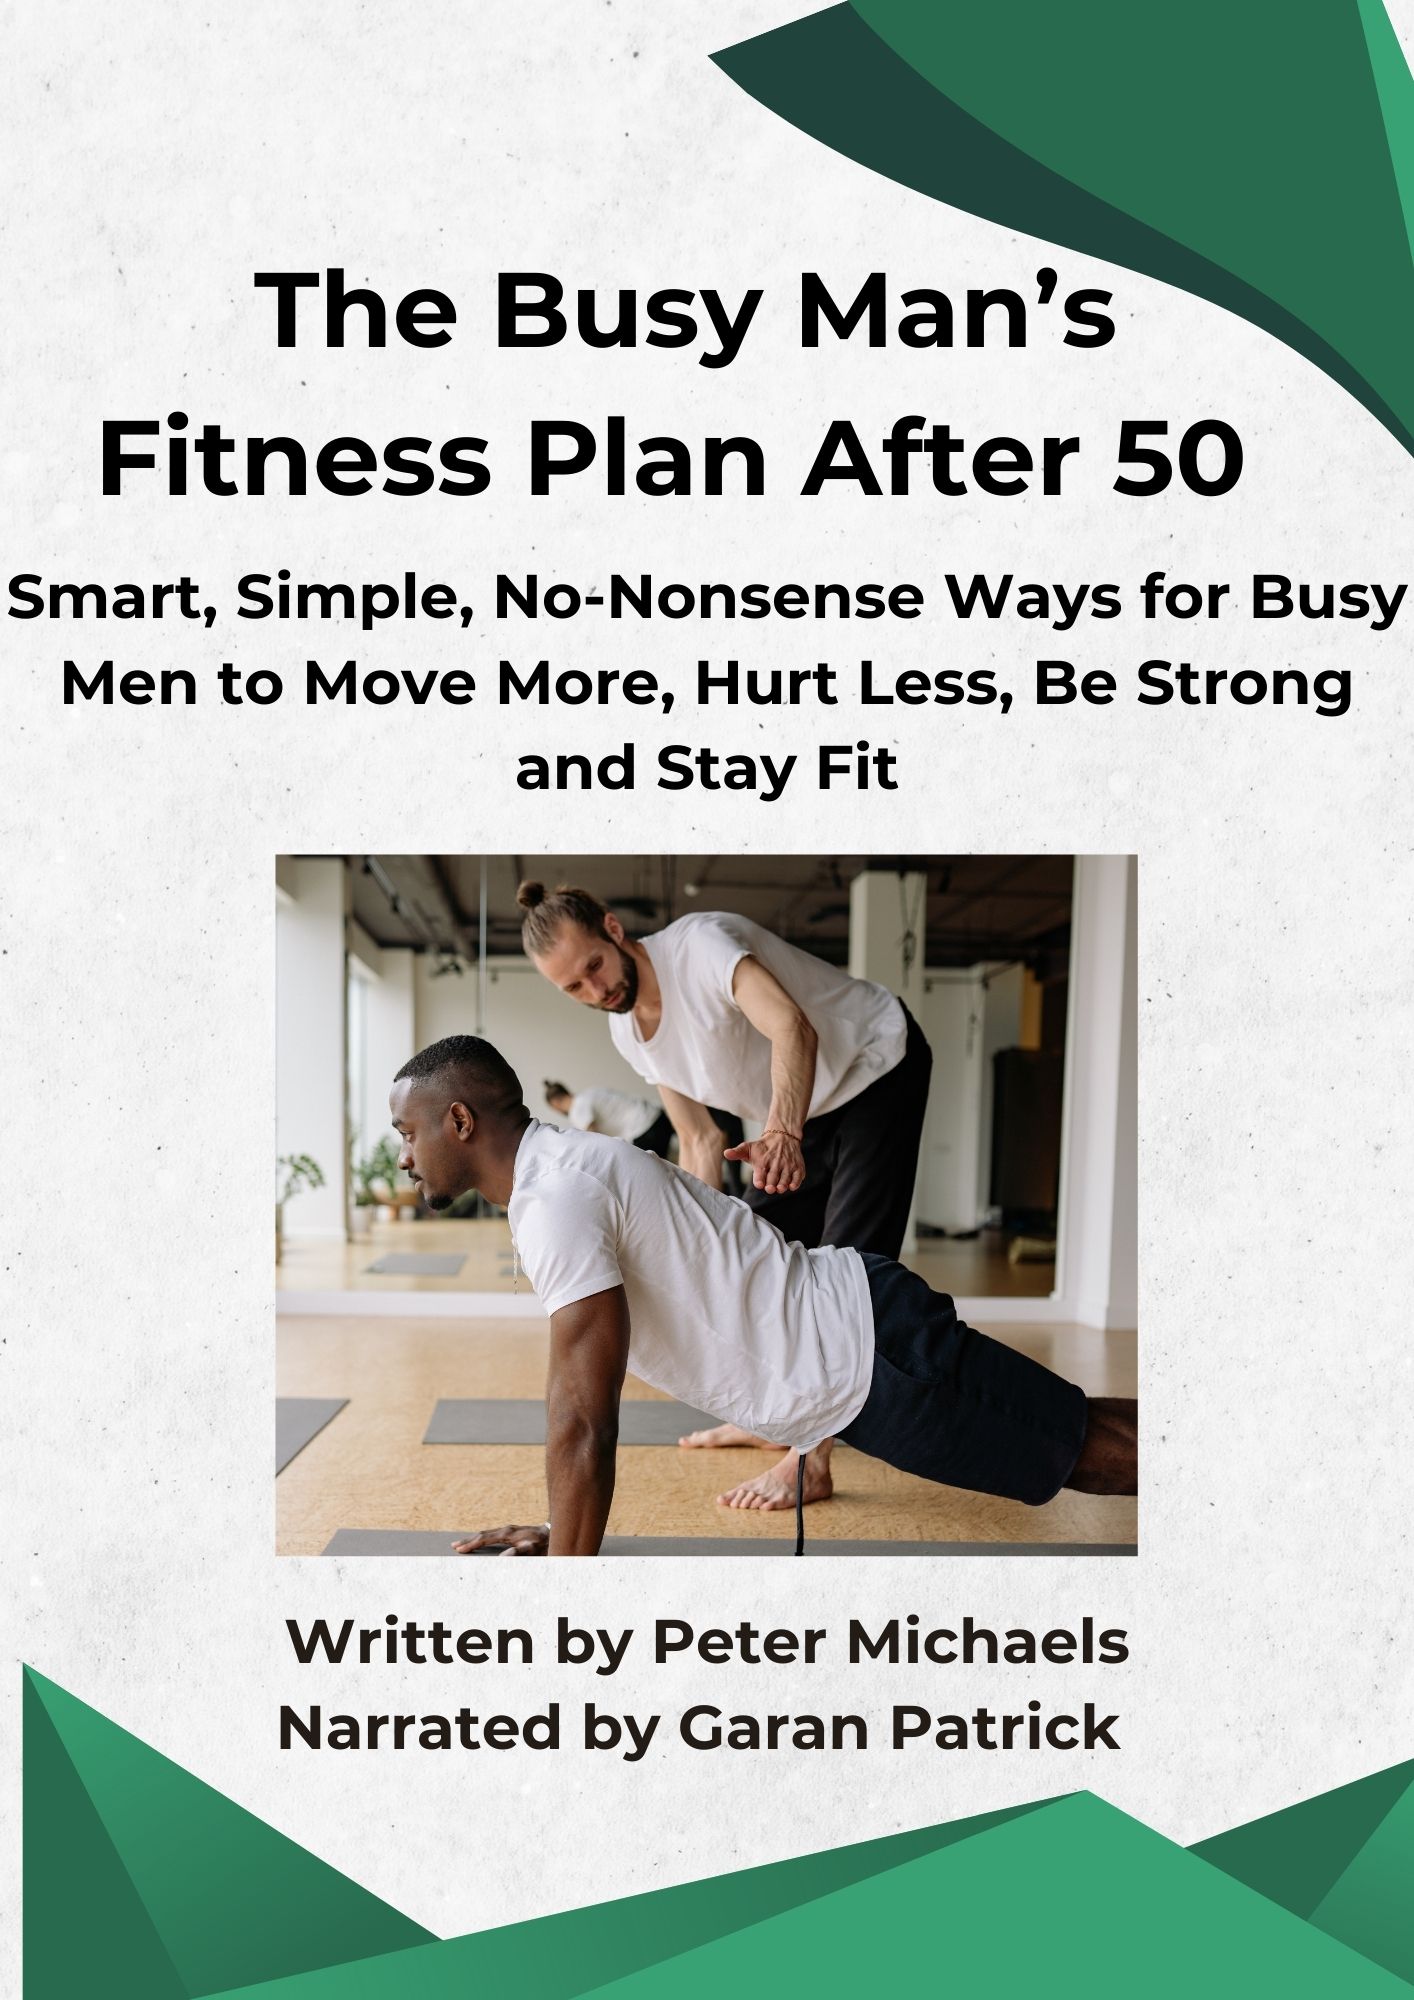 The Busy Man’s
Fitness Plan After 50
Smart, Simple, No-Nonsense Ways for Busy
Men to Move More, Hurt Less, Be Strong
and Stay Fit
Written by Peter Michaels
Narrated by Garan Patrick